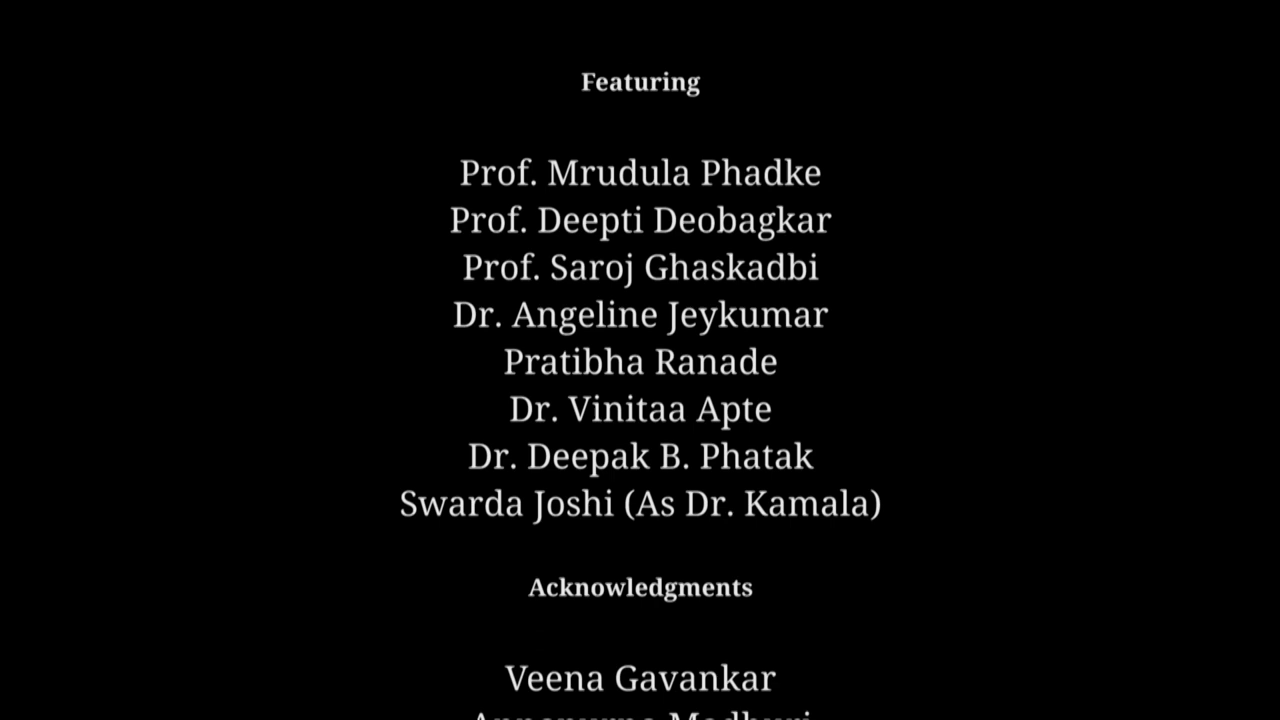 Featuring
Prof. Mrudula Phadke
Prof. Deepti Deobagkar
Prof. Saroj Ghaskadbi
Dr. Angeline Jeykumar
Pratibha Ranade
Dr. Vinitaa Apte
Dr. Deepak B. Phatak
Swarda Joshi (As Dr. Kamala)
Acknowledgments
Veena Gavankar